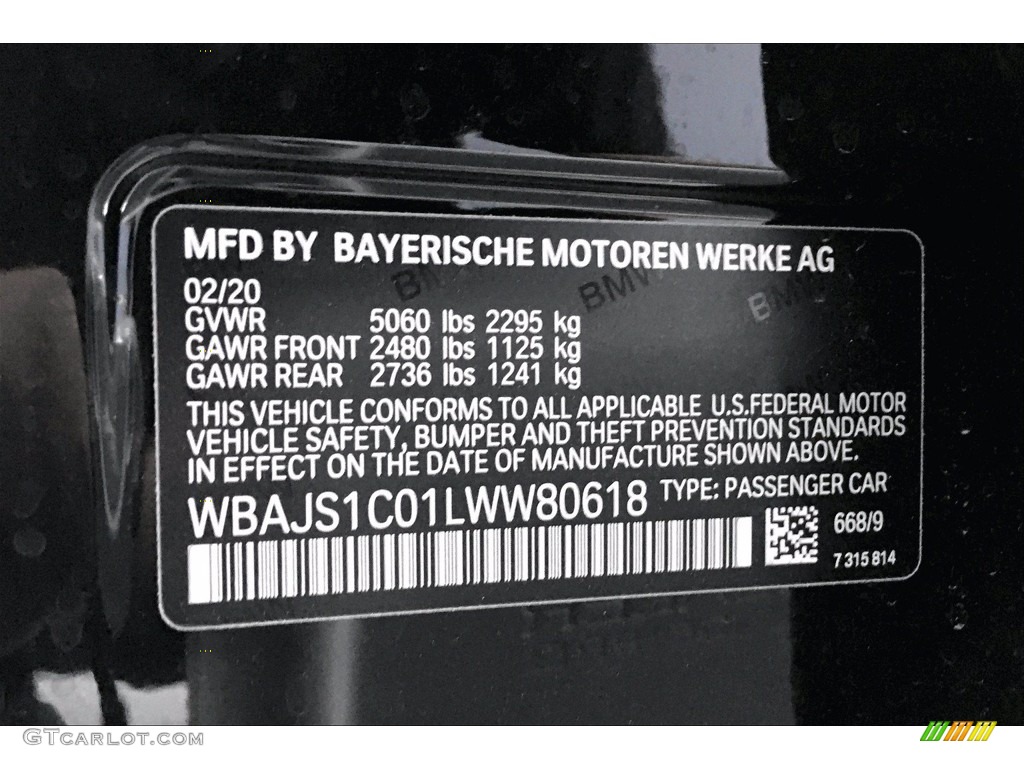 MFD BY BAYERISCHE MOTOREN WERKE AG
BMW BMW BMW
02/20
GVWR 5060 lbs 2295 kg
GAWR FRONT 2480 lbs 1125 kg
GAWR REAR 2736 lbs 1241 kg
THIS VEHICLE CONFORMS TO ALL APPLICABLE U.S.FEDERAL MOTOR
VEHICLE SAFETY, BUMPER AND THEFT PREVENTION STANDARDS
IN EFFECT ON THE DATE OF MANUFACTURE SHOWN ABOVE.
WBAJS1C01LWW80618 TYPE: PASSENGER CAR
668/9
7 315 814
GTCARLOT.COM